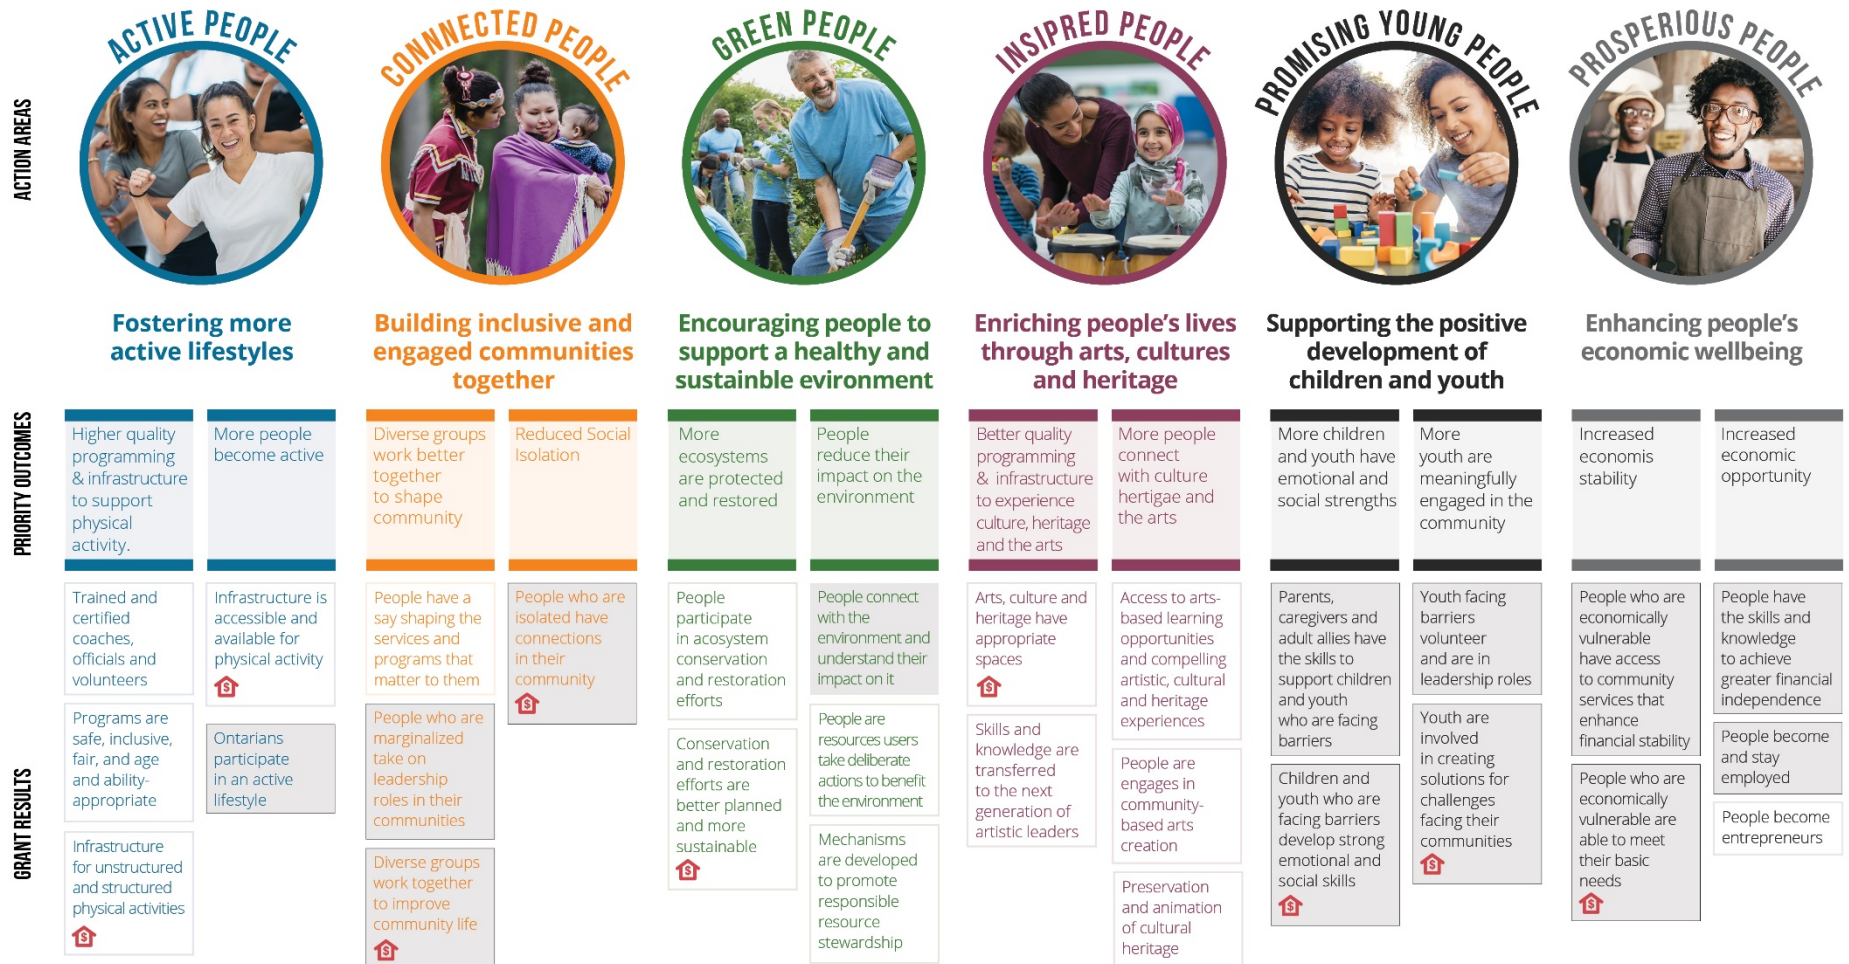 ACTION AREAS
ACTIVE PEOPLE
CONNNECTED PEOPLE
GREEN PEOPLE
INSIPRED PEOPLE
PROMISING YOUNG PEOPLE
PROSPERIOUS PEOPLE
Fostering more
active lifestyles
Building inclusive and
engaged communities
together
Encouraging people to
support a healthy and
sustainble evironment
Enriching people's lives
through arts, cultures
and heritage
Supporting the positive
development of
children and youth
Enhancing people's
economic wellbeing
PRIORITY OUTCOMES
Higher quality
programming
& infrastructure
to support
physical
activity.
More people
become active
Diverse groups
work better
together
to shape
community
Reduced Social
Isolation
More
ecosystems
are protected
and restored
People
reduce their
impact on the
environment
Better quality
programming
& infrastructure
to experience
culture, heritage
and the arts
More people
connect
with culture
hertigae and
the arts
More children
and youth have
emotional and
social strengths
More
youth are
meaningfully
engaged in the
community
Increased
economis
stability
Increased
economic
opportunity
GRANT RESULTS
Trained and
certified
coaches,
officials and
volunteers
Programs are
safe, inclusive,
fair, and age
and ability-
appropriate
Infrastructure
for unstructured
and structured
physical activities
$
Infrastructure is
accessible and
available for
physical activity
$
Ontarians
participate
in an active
lifestyle
People have a
say shaping the
services and
programs that
matter to them
People who are
marginalized
take on
leadership
roles in their
communities
Diverse groups
work together
to improve
community life
$
People who are
isolated have
connections
in their
community
$
People
participate
in acosystem
conservation
and restoration
efforts
Conservation
and restoration
efforts are
better planned
and more
sustainable
$
People connect
with the
environment and
understand their
impact on it
People are
resources users
take deliberate
actions to benefit
the environment
Mechanisms
are developed
to promote
responsible
resource
stewardship
Arts, culture and
heritage have
appropriate
spaces
$
Skills and
knowledge are
transferred
to the next
generation of
artistic leaders
Access to arts-
based learning
opportunities
and compelling
artistic, cultural
and heritage
experiences
People are
engages in
community-
based arts
creation
Preservation
and animation
of cultural
heritage
Parents,
caregivers and
adult allies have
the skills to
support children
and youth
who are facing
barriers
Children and
youth who are
facing barriers
develop strong
emotional and
social skills
$
Youth facing
barriers
volunteer
and are in
leadership roles
Youth are
involved
in creating
solutions for
challenges
facing their
communities
$
People who are
economically
vulnerable
have access
to community
services that
enhance
financial stability
People who are
economically
vulnerable are
able to meet
their basic
needs
$
People have
the skills and
knowledge
to achieve
greater financial
independence
People become
and stay
employed
People become
entrepreneurs